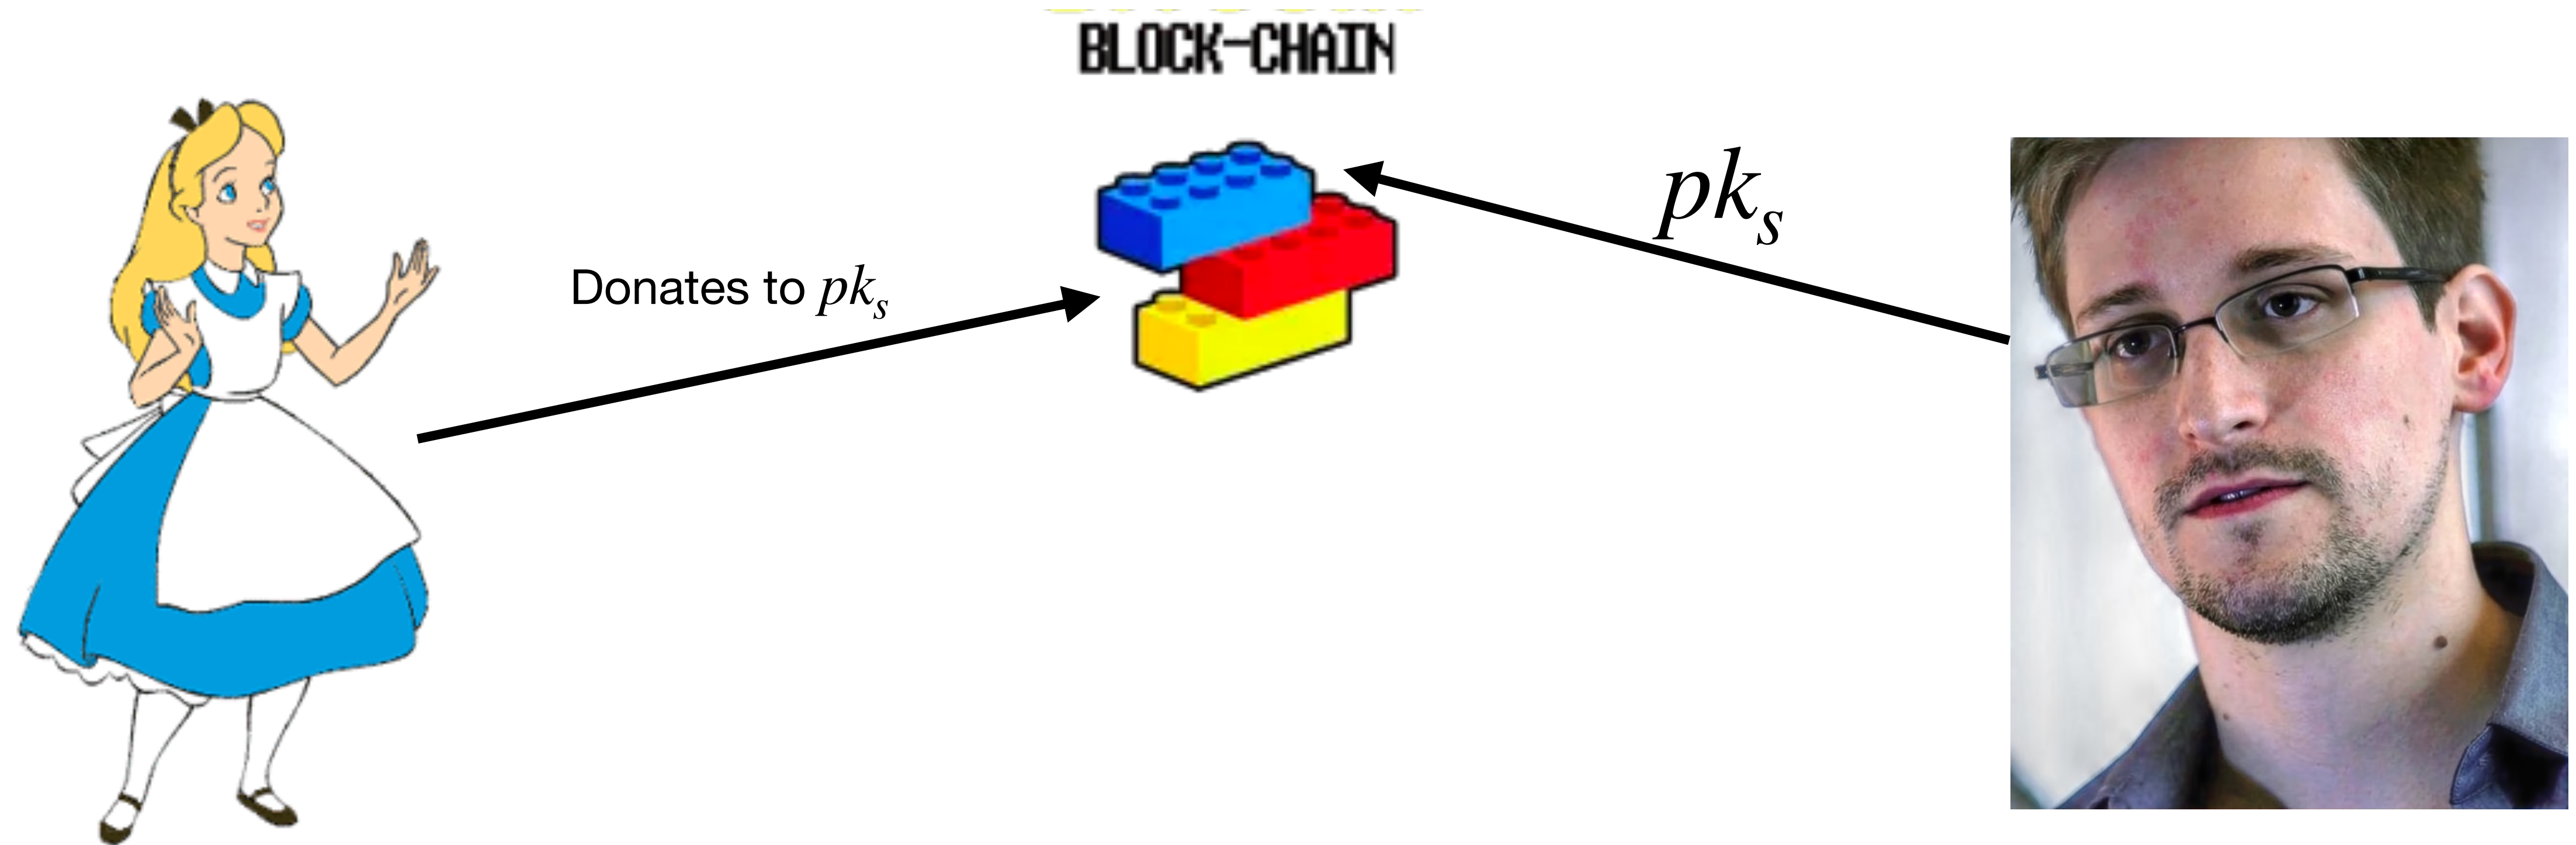 BLOCK-CHAIN
Donates to pk_s
pk_s